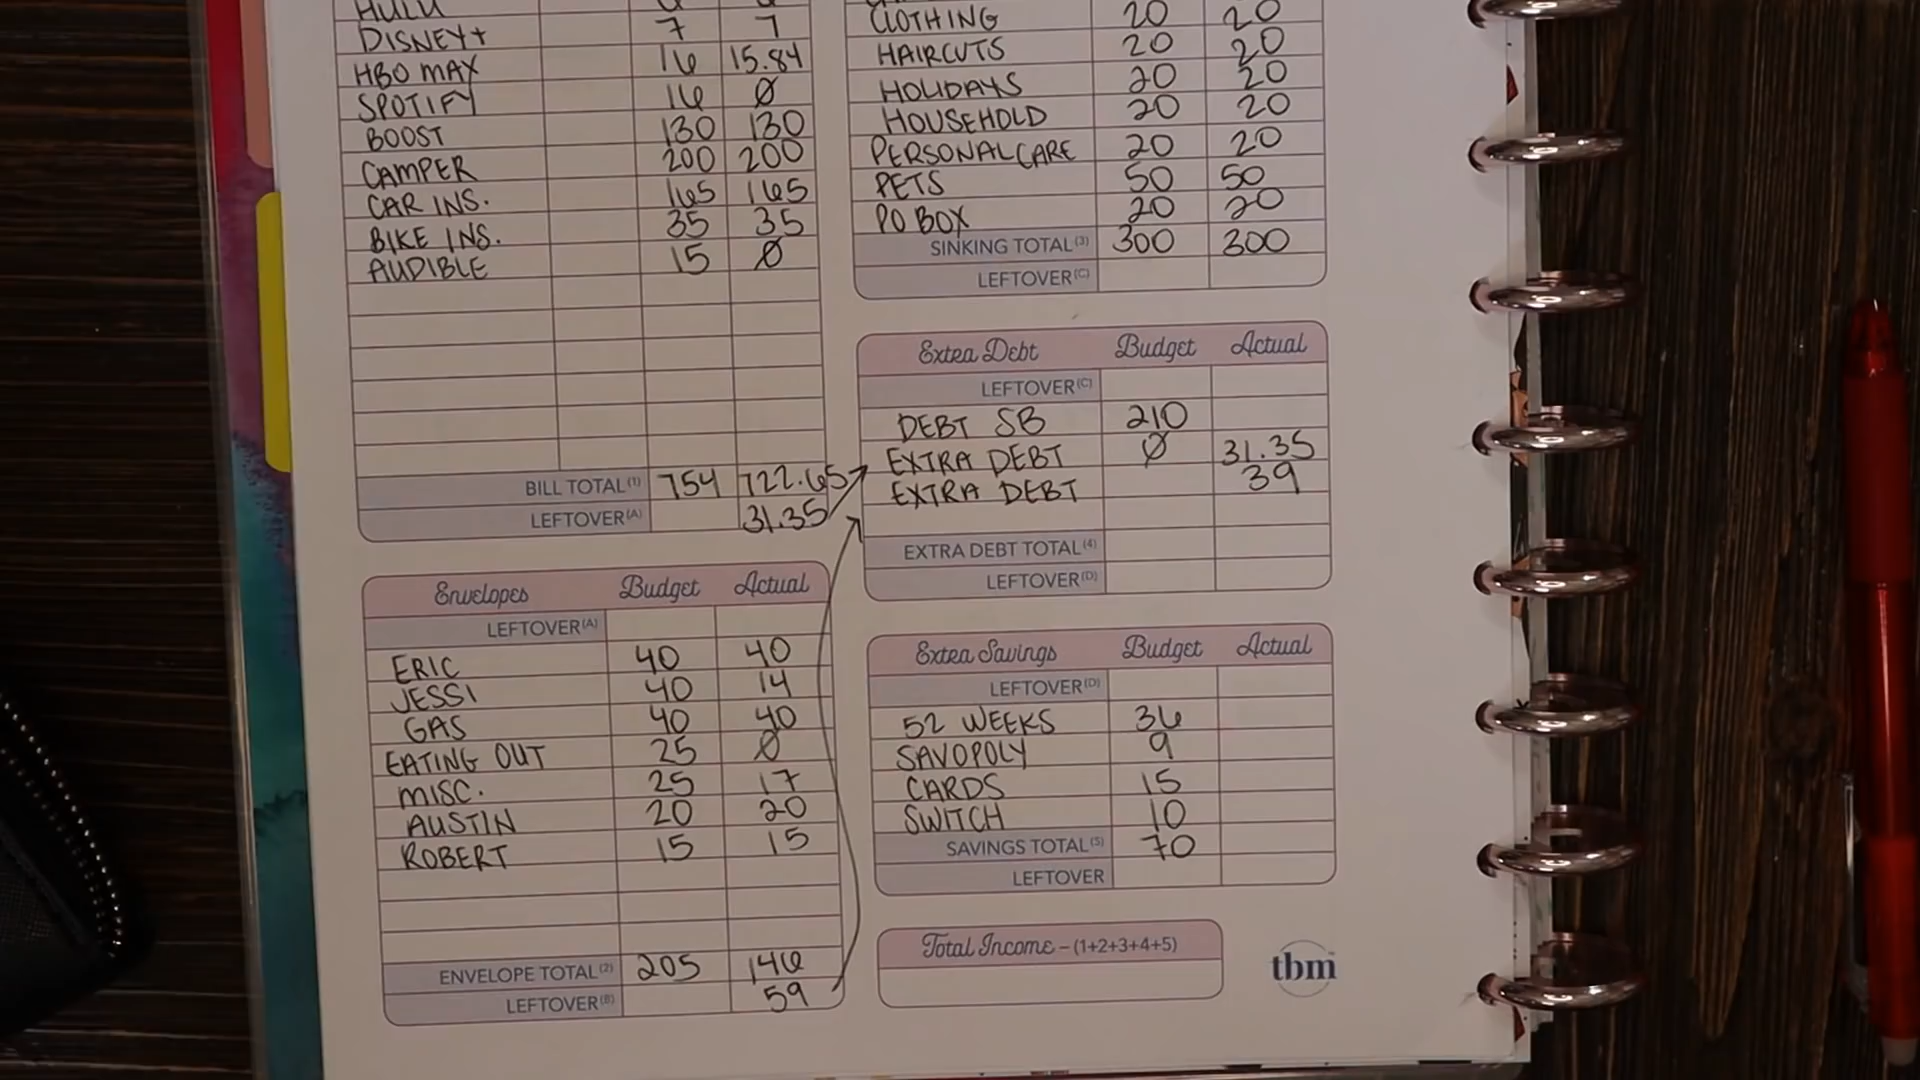 HULU
DISNEY+ 7 7
HBO MAX 16 15.84
SPOTIFY 16 Ø
BOOST 130 130
CAMPER 200 200
CAR INS. 165 165
BIKE INS. 35 35
AUDIBLE 15 Ø
BILL TOTAL(1) 754 722.65
LEFTOVER(A) 31.35
Envelopes Budget Actual
LEFTOVER(A)
ERIC 40 40
JESSI 40 14
GAS 40 40
EATING OUT 25 Ø
MISC. 25 17
AUSTIN 20 20
ROBERT 15 15
ENVELOPE TOTAL(2) 205 146
LEFTOVER(B) 59
CLOTHING 20 20
HAIRCUTS 20 20
HOLIDAYS 20 20
HOUSEHOLD 20 20
PERSONAL CARE 20 20
PETS 50 50
PO BOX 20 20
SINKING TOTAL(3) 300 300
LEFTOVER(C)
Extra Debt Budget Actual
LEFTOVER(C)
DEBT SB 210
EXTRA DEBT Ø 31.35
EXTRA DEBT 39
EXTRA DEBT TOTAL(4)
LEFTOVER(D)
Extra Savings Budget Actual
LEFTOVER(D)
52 WEEKS 36
SAVOPOLY 9
CARDS 15
SWITCH 10
SAVINGS TOTAL(5) 70
LEFTOVER
Total Income – (1+2+3+4+5)
tbm